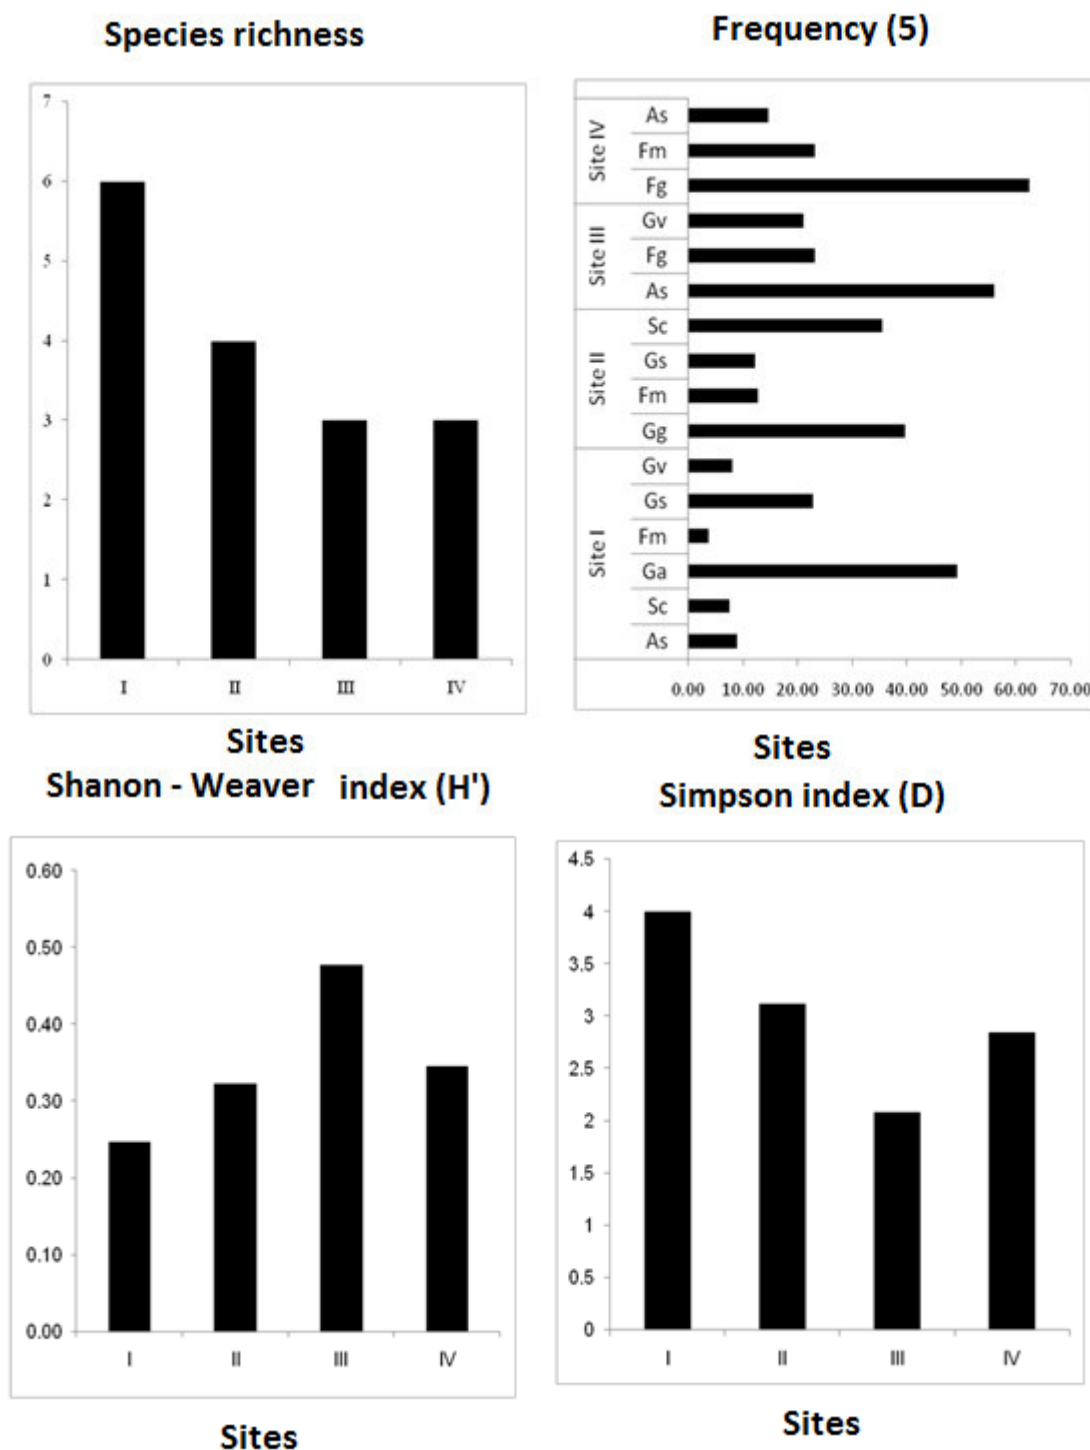 Species richness
7
6
5
4
3
2
1
0
I II III IV
Sites
Frequency (5)
Site IV
As
Fm
Fg
Site III
Gv
Fg
As
Site II
Sc
Gs
Fm
Gg
Site I
Gv
Gs
Fm
Ga
Sc
As
0.00 10.00 20.00 30.00 40.00 50.00 60.00 70.00
Sites
Shanon - Weaver index (H')
0.60
0.50
0.40
0.30
0.20
0.10
0.00
I II III IV
Sites
Simpson index (D)
4.5
4
3.5
3
2.5
2
1.5
1
0.5
0
I II III IV
Sites